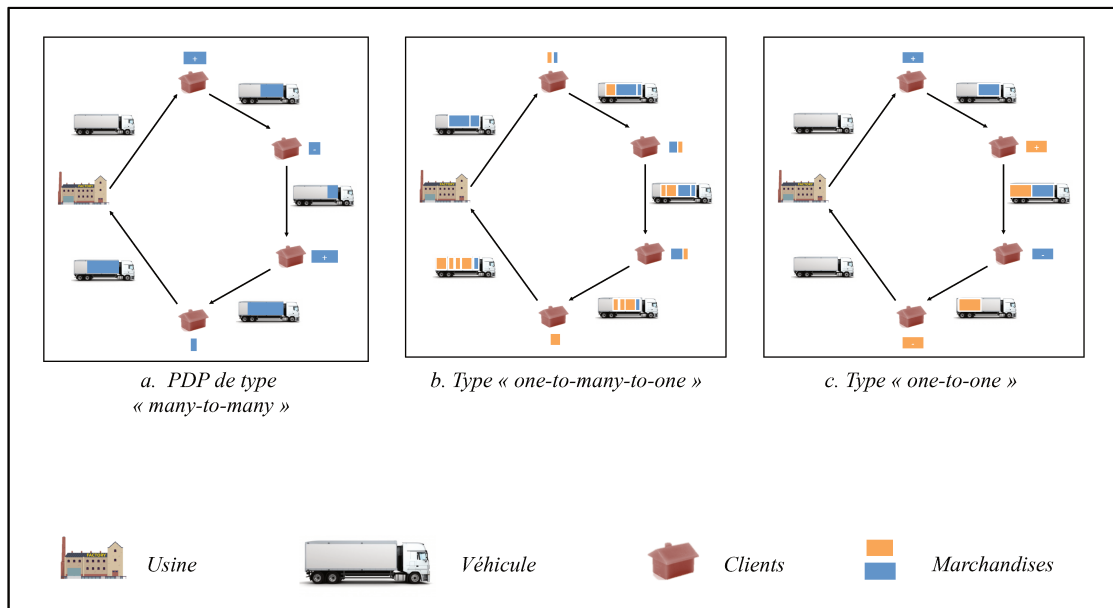 +
-
+
+
+
-
-
a. PDP de type
« many-to-many »
b. Type « one-to-many-to-one »
c. Type « one-to-one »
FACTORY
Usine
Véhicule
Clients
Marchandises